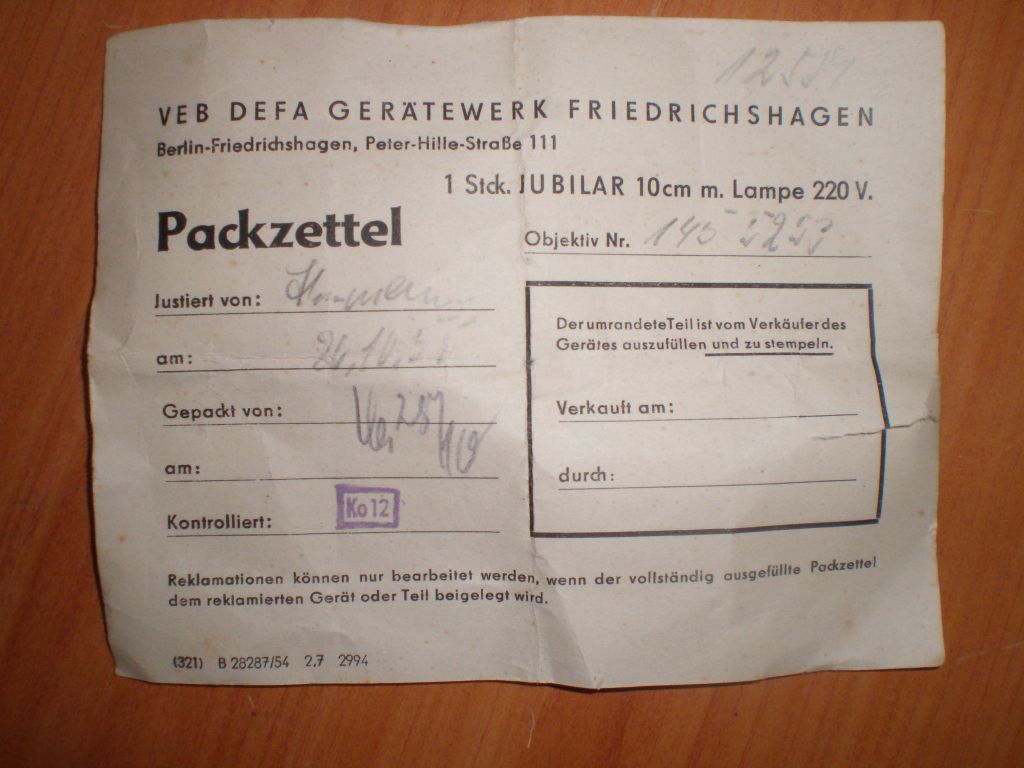 VEB DEFA GERÄTEWERK FRIEDRICHSHAGEN
Berlin-Friedrichshagen, Peter-Hille-Straße 111
1 Stck. JUBILAR 10cm m. Lampe 220 V.
Packzettel
Objektiv Nr.
Justiert von:
am:
Gepackt von:
am:
Kontrolliert: Ko 12
Der umrandete Teil ist vom Verkäufer des
Gerätes auszufüllen und zu stempeln.
Verkauft am:
durch:
Reklamationen können nur bearbeitet werden, wenn der vollständig ausgefüllte Packzettel
dem reklamierten Gerät oder Teil beigelegt wird.
(321) B 28287/54 2.7 2994